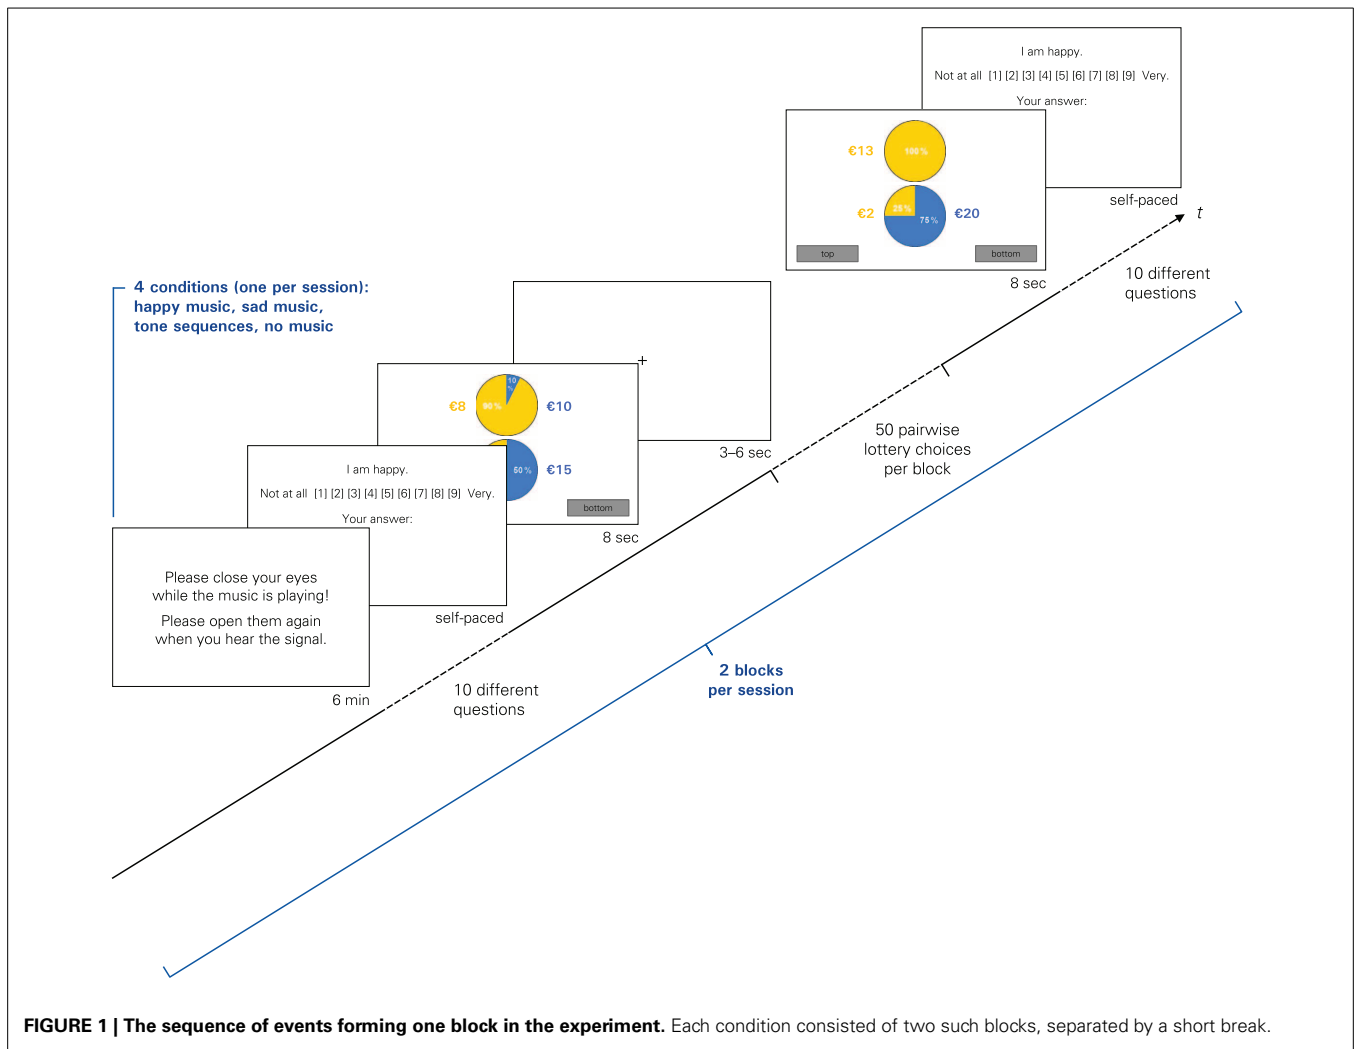 I am happy.
Not at all [1] [2] [3] [4] [5] [6] [7] [8] [9] Very.
Your answer:
self-paced
€13
100%
€2
25%
75%
€20
top
bottom
8 sec
t
10 different
questions
4 conditions (one per session):
happy music, sad music,
tone sequences, no music
+
3–6 sec
50 pairwise
lottery choices
per block
€8
90%
10
%
€10
50%
€15
bottom
8 sec
I am happy.
Not at all [1] [2] [3] [4] [5] [6] [7] [8] [9] Very.
Your answer:
self-paced
Please close your eyes
while the music is playing!
Please open them again
when you hear the signal.
6 min
10 different
questions
2 blocks
per session
FIGURE 1 | The sequence of events forming one block in the experiment. Each condition consisted of two such blocks, separated by a short break.